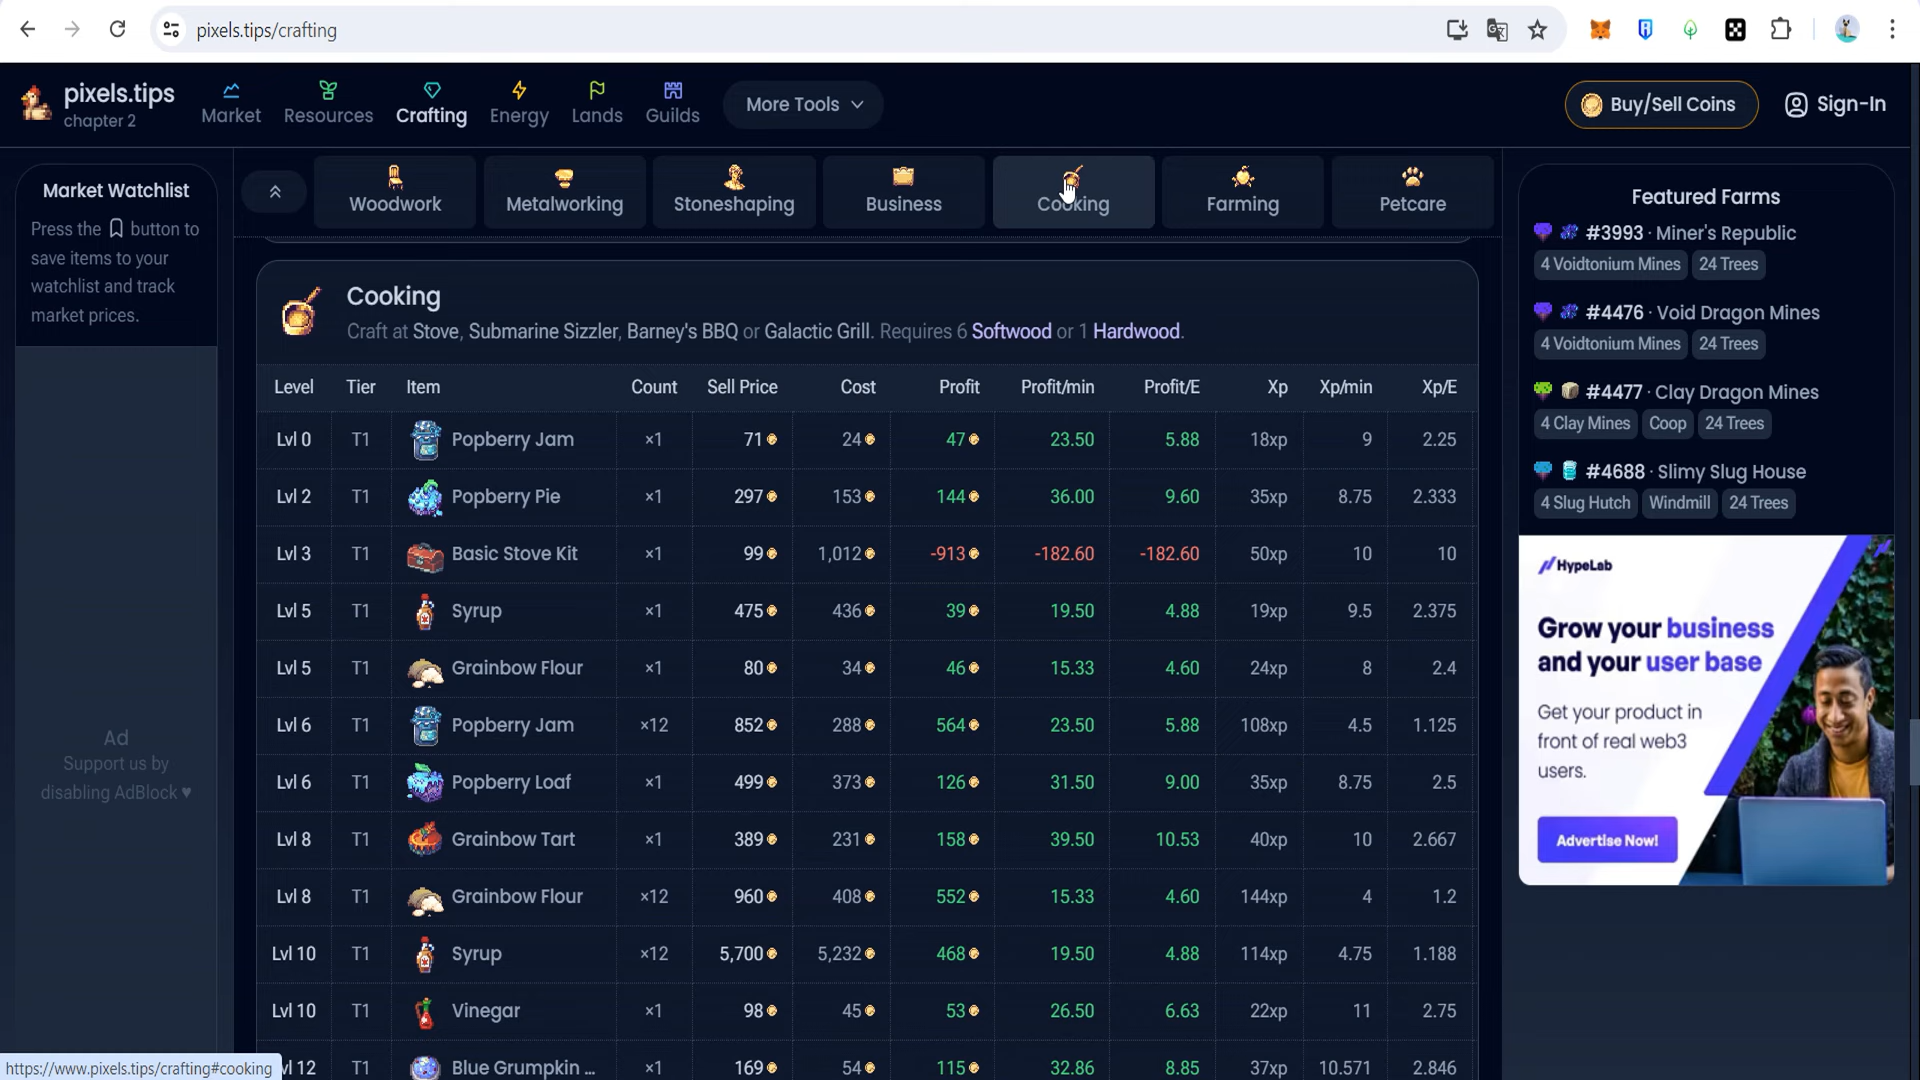 pixels.tips/crafting
pixels.tips
chapter 2
Market
Resources
Crafting
Energy
Lands
Guilds
More Tools
Buy/Sell Coins
Sign-In
Market Watchlist
Press the button to
save items to your
watchlist and track
market prices.
Ad
Support us by
disabling AdBlock ♥
Woodwork
Metalworking
Stoneshaping
Business
Cooking
Farming
Petcare
Cooking
Craft at Stove, Submarine Sizzler, Barney's BBQ or Galactic Grill. Requires 6 Softwood or 1 Hardwood.
Level Tier Item Count Sell Price Cost Profit Profit/min Profit/E Xp Xp/min Xp/E
Lvl 0 T1 Popberry Jam ×1 71 24 47 23.50 5.88 18xp 9 2.25
Lvl 2 T1 Popberry Pie ×1 297 153 144 36.00 9.60 35xp 8.75 2.333
Lvl 3 T1 Basic Stove Kit ×1 99 1,012 -913 -182.60 -182.60 50xp 10 10
Lvl 5 T1 Syrup ×1 475 436 39 19.50 4.88 19xp 9.5 2.375
Lvl 5 T1 Grainbow Flour ×1 80 34 46 15.33 4.60 24xp 8 2.4
Lvl 6 T1 Popberry Jam ×12 852 288 564 23.50 5.88 108xp 4.5 1.125
Lvl 6 T1 Popberry Loaf ×1 499 373 126 31.50 9.00 35xp 8.75 2.5
Lvl 8 T1 Grainbow Tart ×1 389 231 158 39.50 10.53 40xp 10 2.667
Lvl 8 T1 Grainbow Flour ×12 960 408 552 15.33 4.60 144xp 4 1.2
Lvl 10 T1 Syrup ×12 5,700 5,232 468 19.50 4.88 114xp 4.75 1.188
Lvl 10 T1 Vinegar ×1 98 45 53 26.50 6.63 22xp 11 2.75
vl 12 T1 Blue Grumpkin ... ×1 169 54 115 32.86 8.85 37xp 10.571 2.846
https://www.pixels.tips/crafting#cooking
Featured Farms
#3993 · Miner's Republic
4 Voidtonium Mines 24 Trees
#4476 · Void Dragon Mines
4 Voidtonium Mines 24 Trees
#4477 · Clay Dragon Mines
4 Clay Mines Coop 24 Trees
#4688 · Slimy Slug House
4 Slug Hutch Windmill 24 Trees
HypeLab
Grow your business
and your user base
Get your product in
front of real web3
users.
Advertise Now!